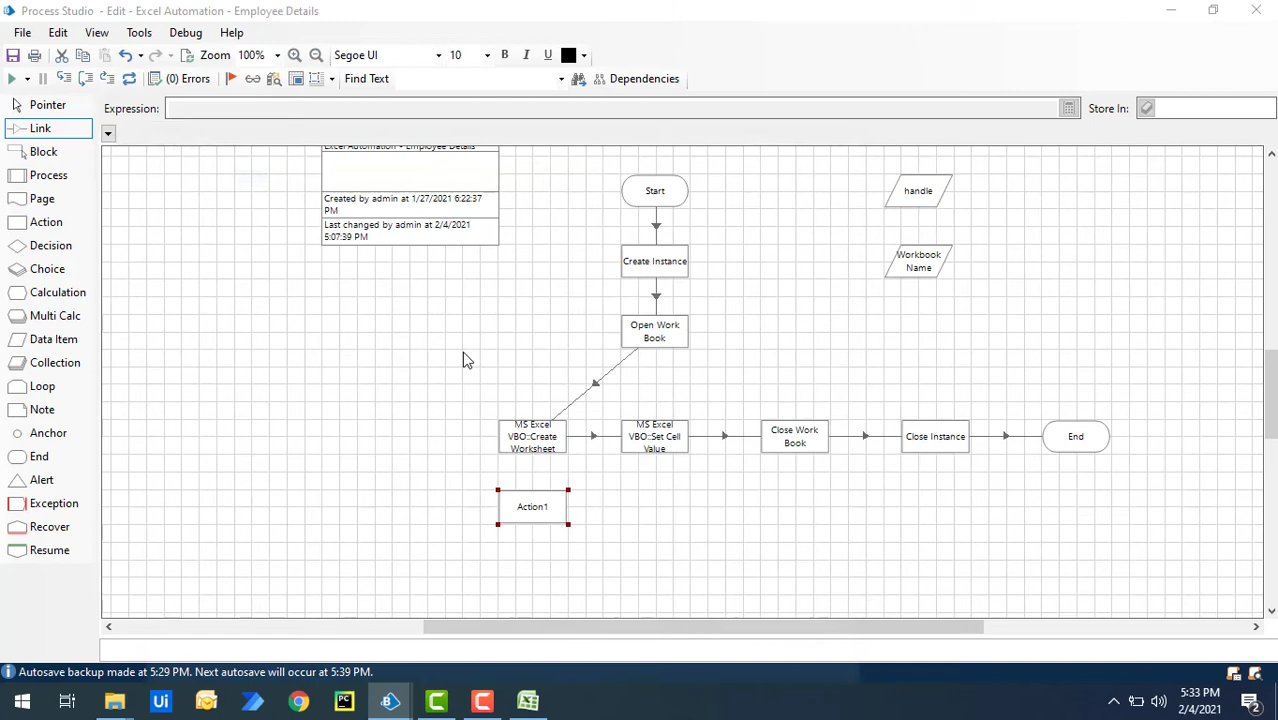 Process Studio - Edit - Excel Automation - Employee Details
File Edit View Tools Debug Help
Zoom 100% Segoe UI 10 B I U
(0) Errors Find Text Dependencies
Expression: Store In:
Pointer
Link
Block
Process
Page
Action
Decision
Choice
Calculation
Multi Calc
Data Item
Collection
Loop
Note
Anchor
End
Alert
Exception
Recover
Resume
Excel Automation - Employee Details
Created by admin at 1/27/2021 6:22:37
PM
Last changed by admin at 2/4/2021
5:07:39 PM
Start
Create Instance
Open Work
Book
handle
Workbook
Name
MS Excel
VBO::Create
Worksheet
MS Excel
VBO::Set Cell
Value
Close Work
Book
Close Instance
End
Action1
Autosave backup made at 5:29 PM. Next autosave will occur at 5:39 PM.
Ui
PC
5:33 PM
2/4/2021
2